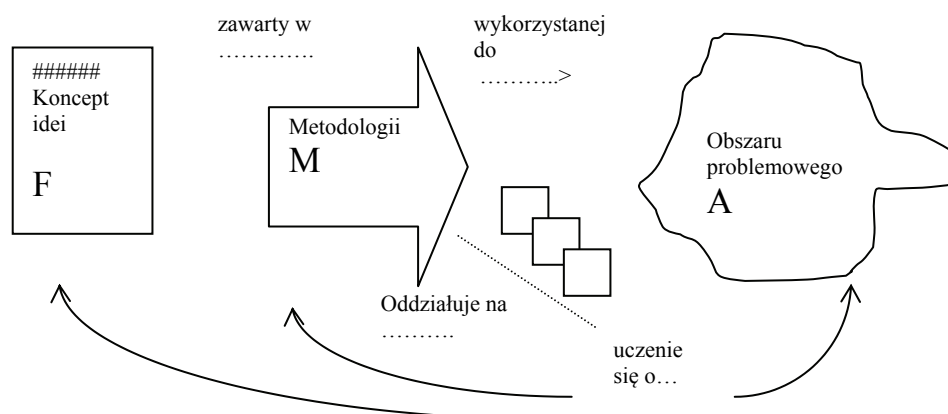 zawarty w
………….
wykorzystanej
do
……….>
######
Koncept
idei
F
Metodologii
M
Obszaru
problemowego
A
Oddziałuje na
……….
uczenie
się o…